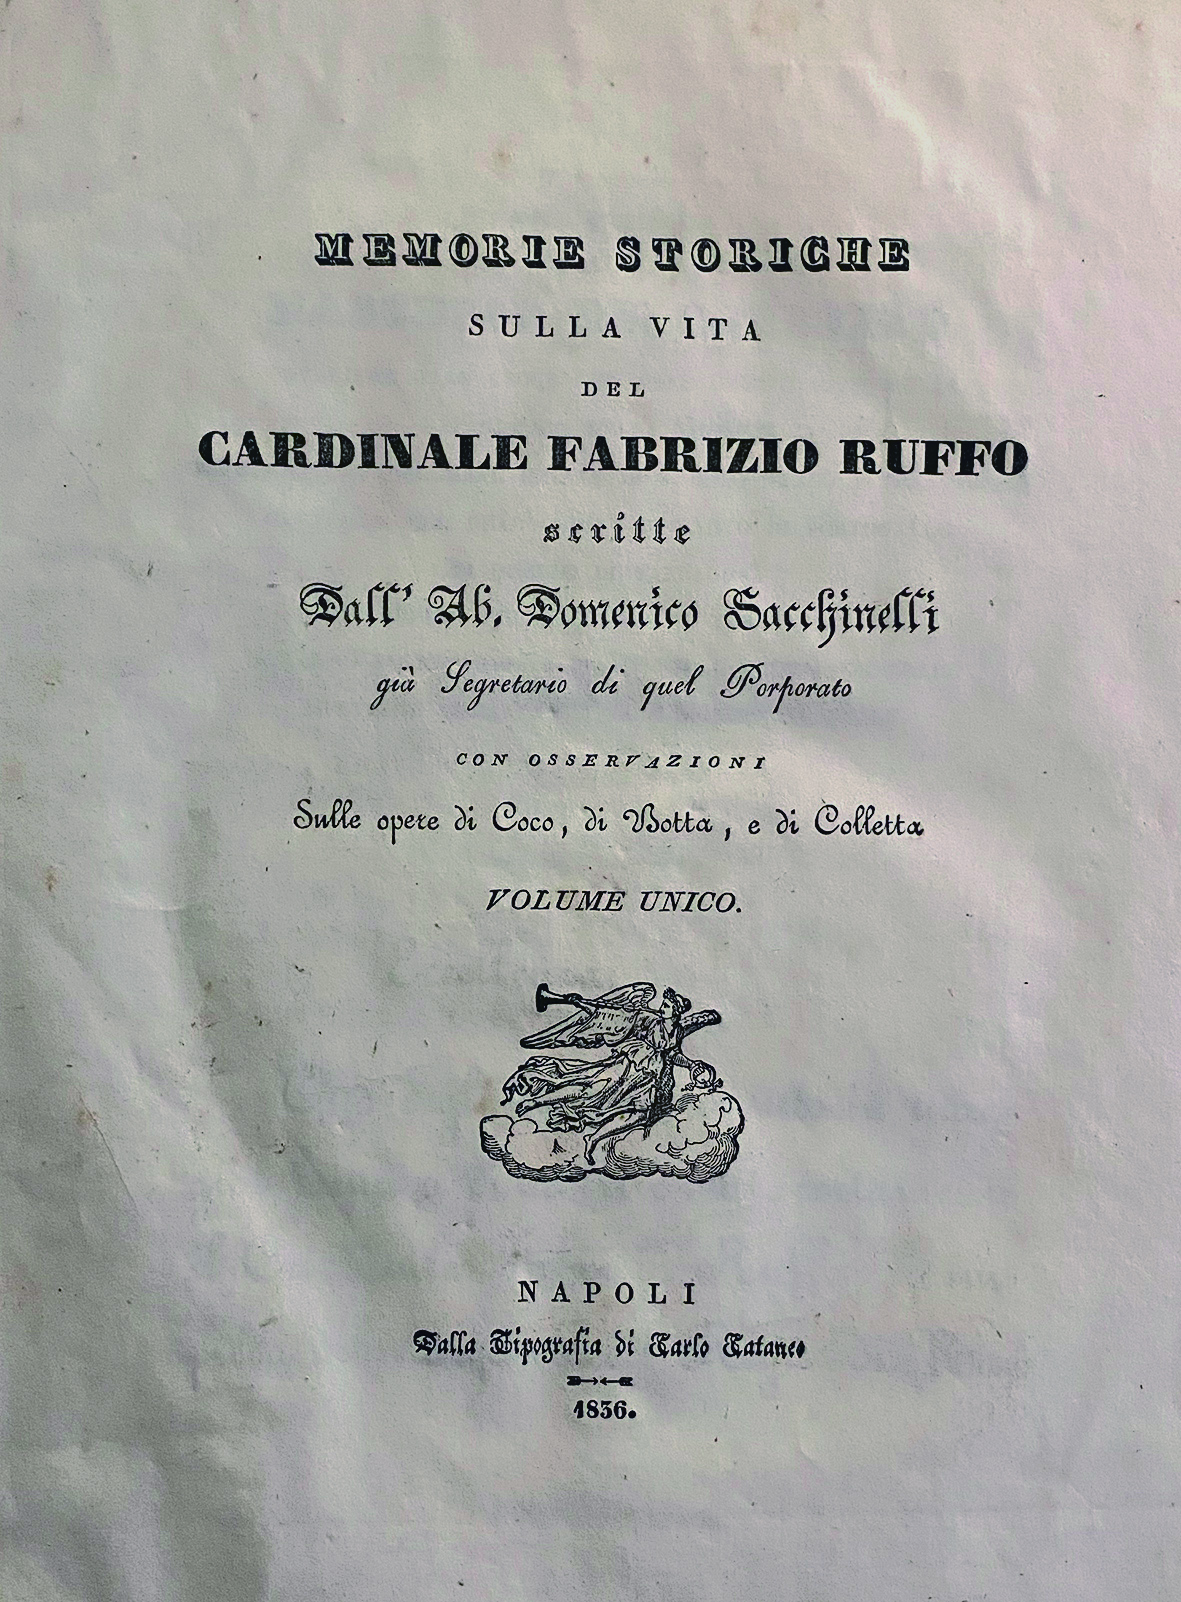 MEMORIE STORICHE
SULLA VITA
DEL
CARDINALE FABRIZIO RUFFO
scritte
Dall' Ab. Domenico Sacchinelli
già Segretario di quel Porporato
CON OSSERVAZIONI
Sulle opere di Coco, di Botta, e di Colletta
VOLUME UNICO.
NAPOLI
Dalla Tipografia di Carlo Cataneo
1836.